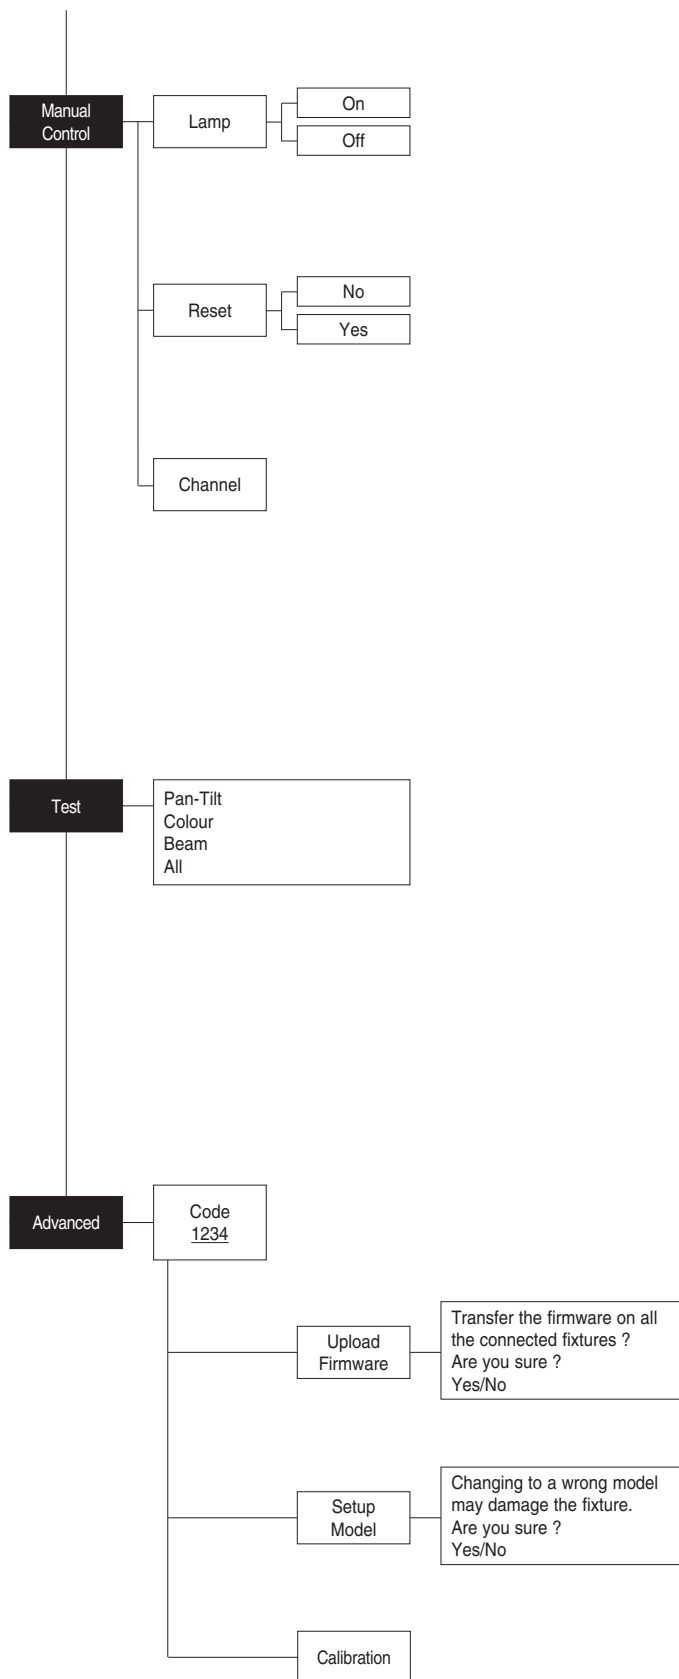 Manual
Control
Lamp
On
Off
Reset
No
Yes
Channel
Test
Pan-Tilt
Colour
Beam
All
Advanced
Code
1234
Upload
Firmware
Transfer the firmware on all
the connected fixtures ?
Are you sure ?
Yes/No
Setup
Model
Changing to a wrong model
may damage the fixture.
Are you sure ?
Yes/No
Calibration